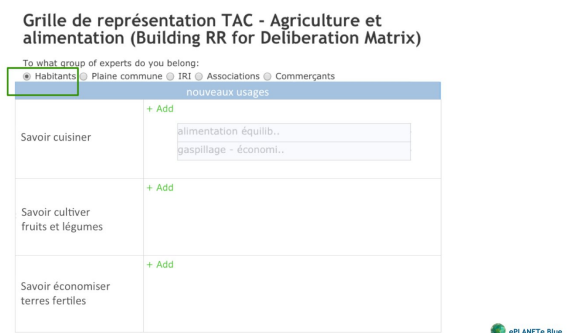 Grille de représentation TAC - Agriculture et
alimentation (Building RR for Deliberation Matrix)
To what group of experts do you belong:
Habitants Plaine commune IRI Associations Commerçants
nouveaux usages
+ Add
alimentation équilib..
gaspillage - économi..
Savoir cuisiner
+ Add
Savoir cultiver
fruits et légumes
+ Add
Savoir économiser
terres fertiles
ePLANETe Blue